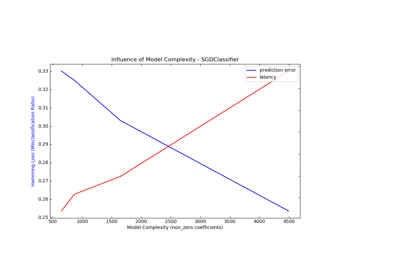 Influence of Model Complexity - SGDClassifier
prediction error
latency
Hamming Loss (Misclassification Ratio)
0.33
0.32
0.31
0.30
0.29
0.28
0.27
0.26
0.25
500 1000 1500 2000 2500 3000 3500 4000 4500
Model Complexity (non_zero coefficients)